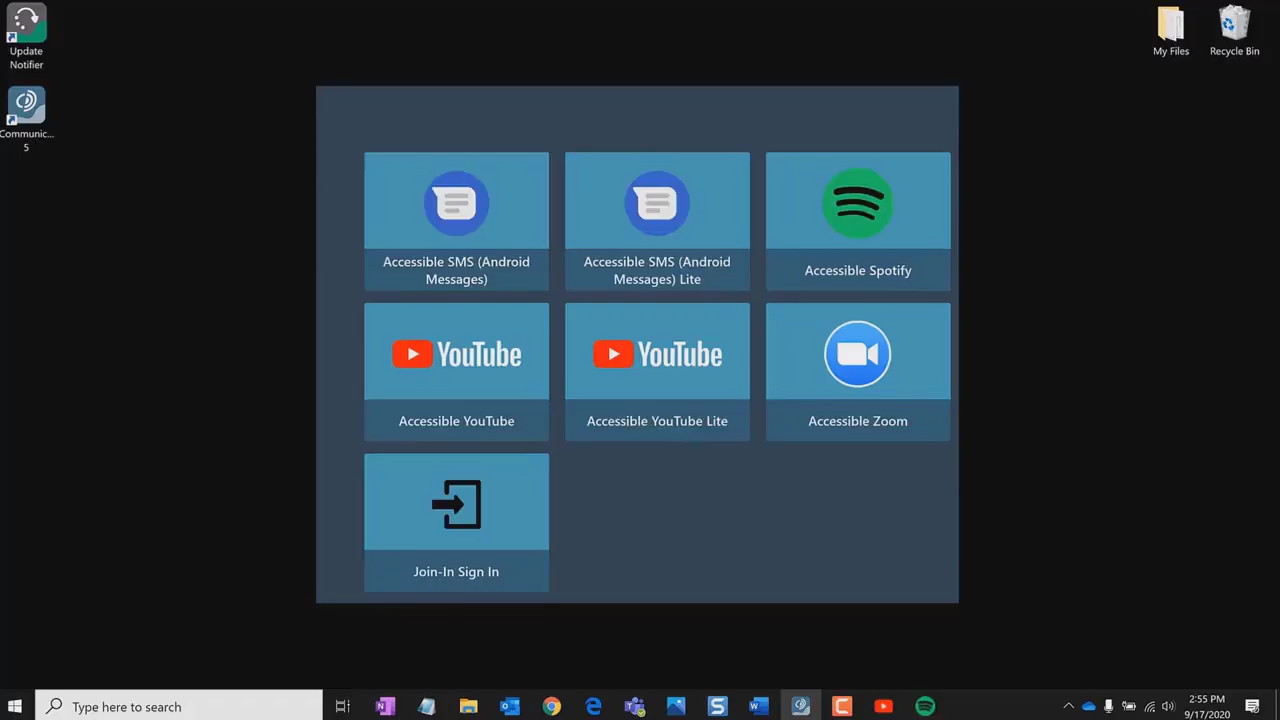 Update
Notifier
Communic...
5
My Files
Recycle Bin
Accessible SMS (Android
Messages)
Accessible SMS (Android
Messages) Lite
Accessible Spotify
YouTube
Accessible YouTube
YouTube
Accessible YouTube Lite
Accessible Zoom
Join-In Sign In
Type here to search
2:55 PM
9/17/2020